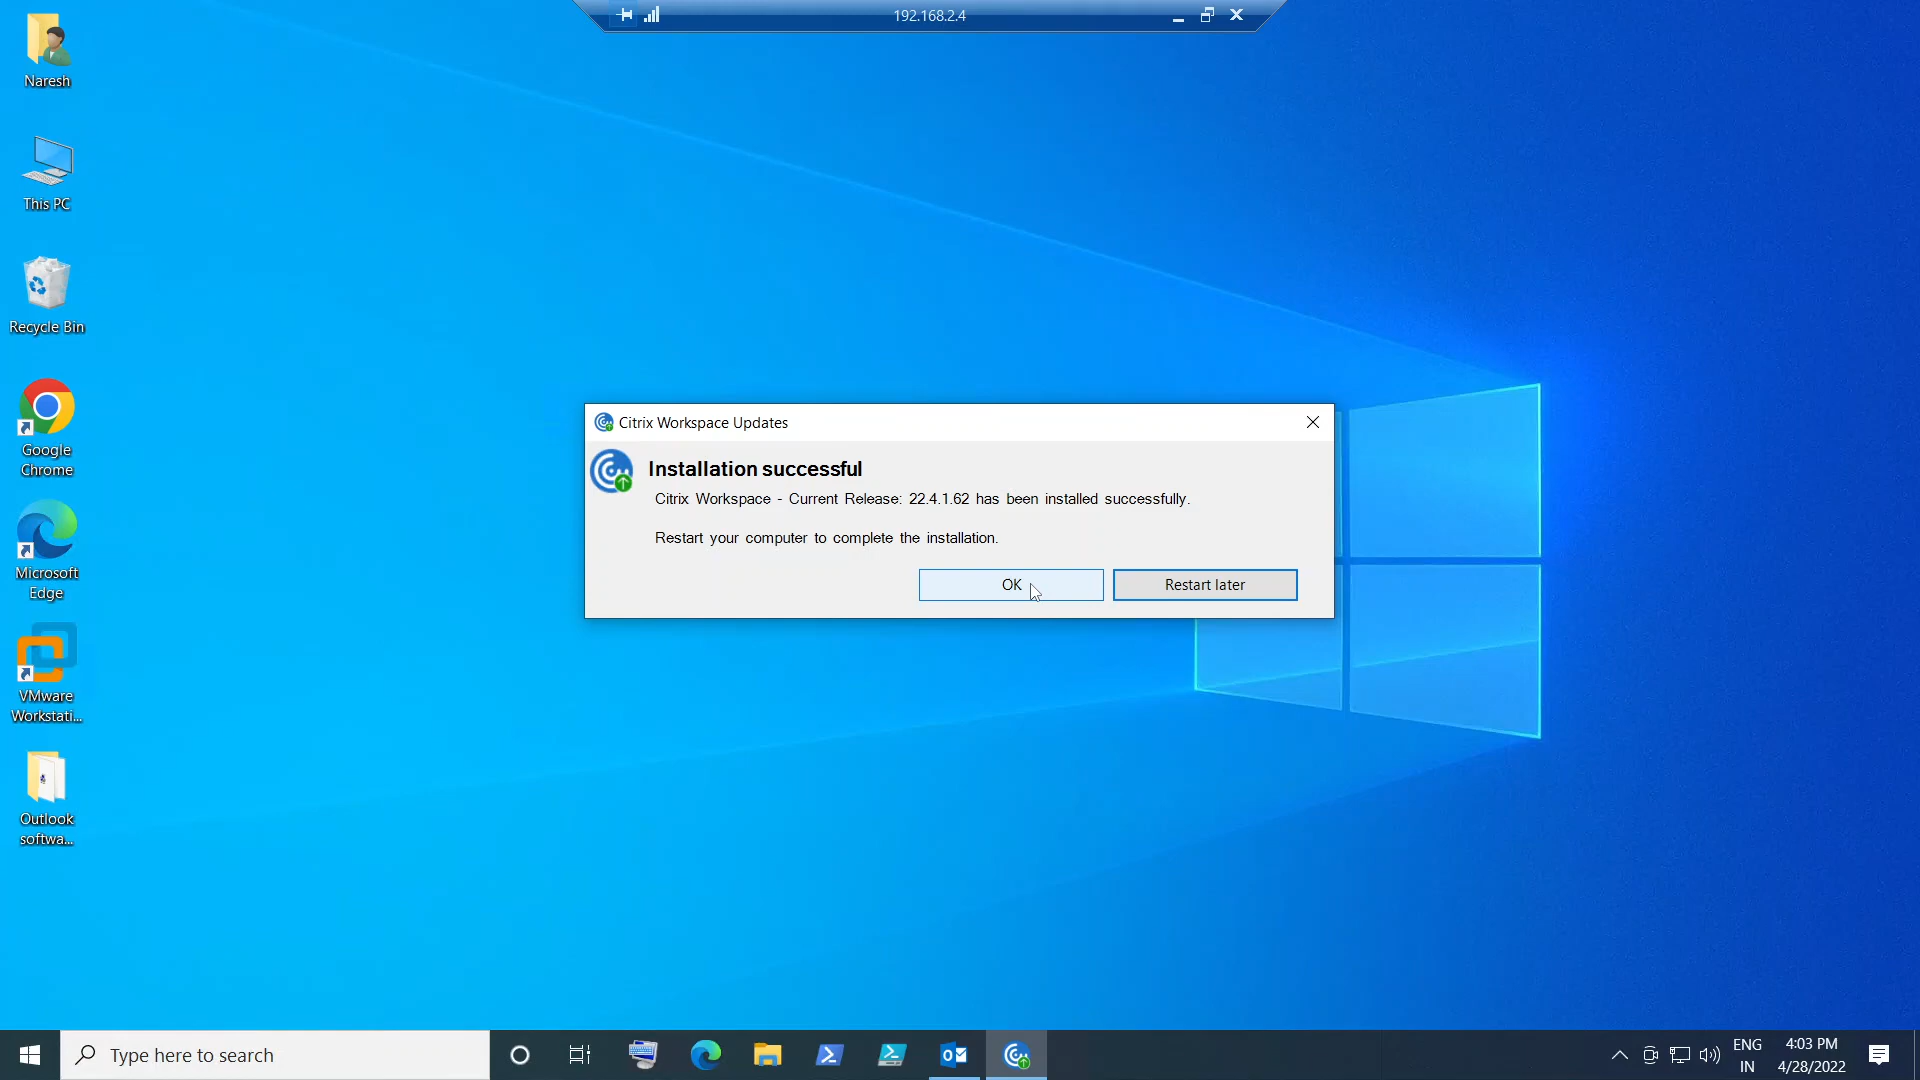 192.168.2.4
Naresh
This PC
Recycle Bin
Google
Chrome
Microsoft
Edge
VMware
Workstati...
Outlook
softwa...
Citrix Workspace Updates
Installation successful
Citrix Workspace - Current Release: 22.4.1.62 has been installed successfully.
Restart your computer to complete the installation.
OK
Restart later
Type here to search
ENG
IN
4:03 PM
4/28/2022